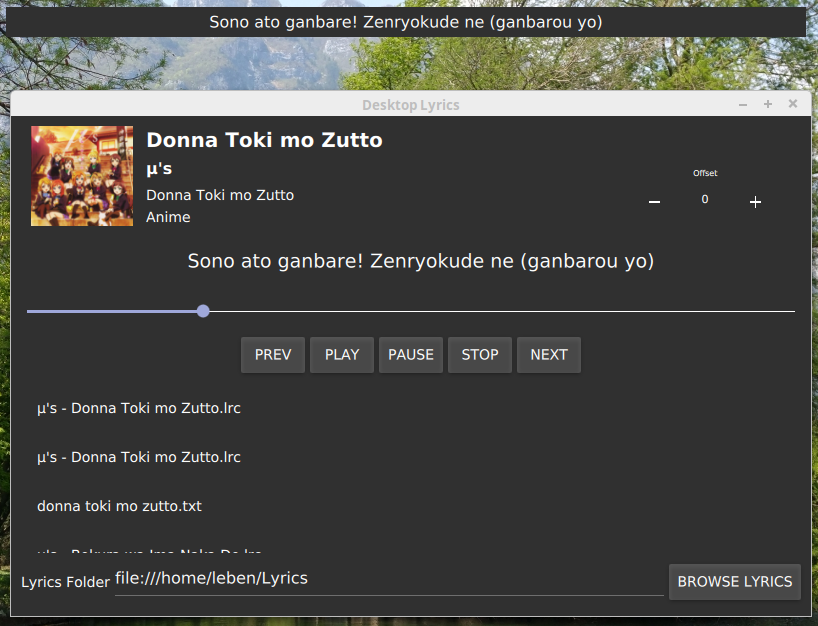 Sono ato ganbare! Zenryokude ne (ganbarou yo)
Desktop Lyrics
Donna Toki mo Zutto
µ's
Donna Toki mo Zutto
Anime
Offset
0
Sono ato ganbare! Zenryokude ne (ganbarou yo)
PREV PLAY PAUSE STOP NEXT
µ's - Donna Toki mo Zutto.lrc
µ's - Donna Toki mo Zutto.lrc
donna toki mo zutto.txt
Lyrics Folder file:///home/leben/Lyrics BROWSE LYRICS